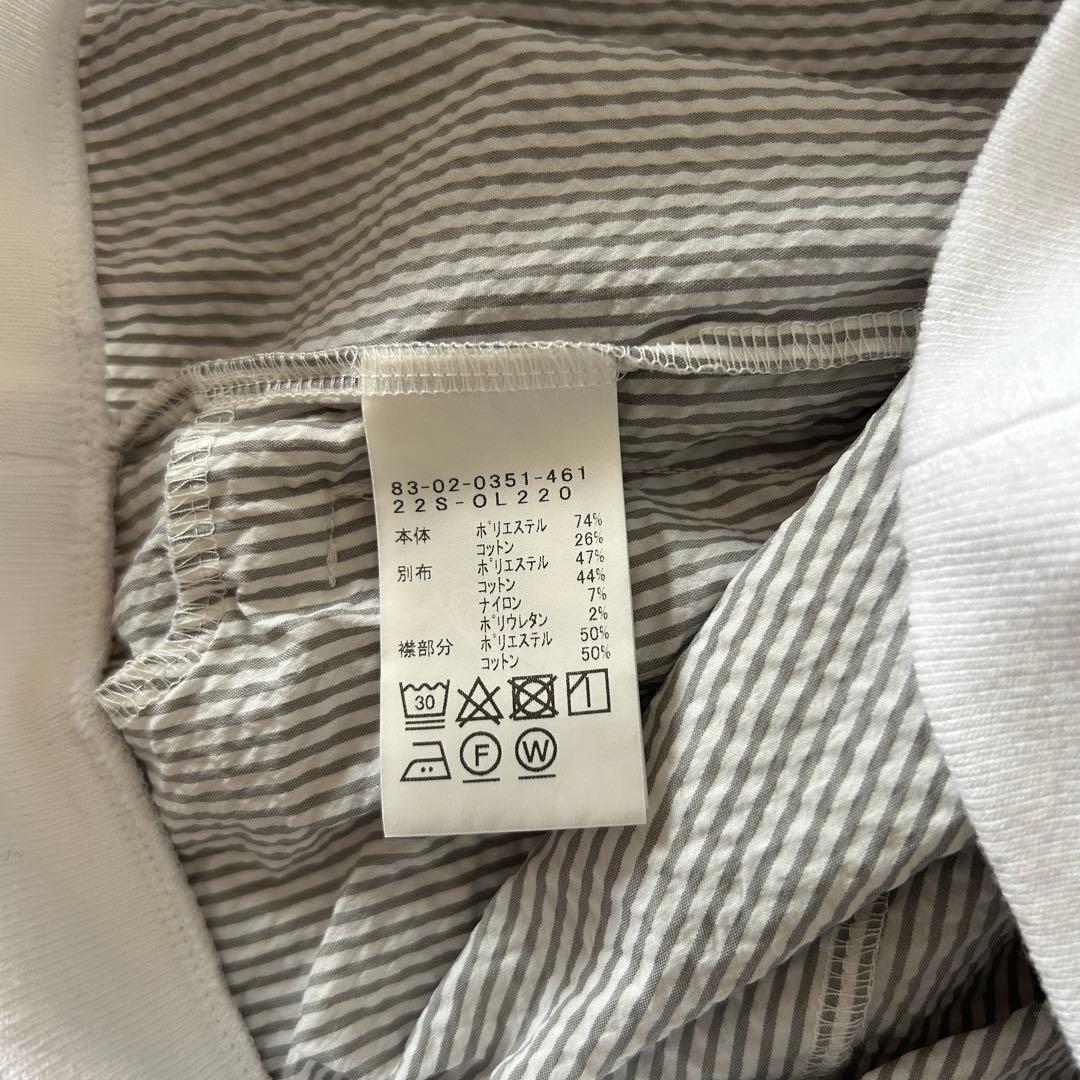 83-02-0351-461
22S-OL220
本体 ポリエステル 74%
コットン 26%
別布 ポリエステル 47%
コットン 44%
ナイロン 7%
ポリウレタン 2%
襟部分 ポリエステル 50%
コットン 50%
30
F W